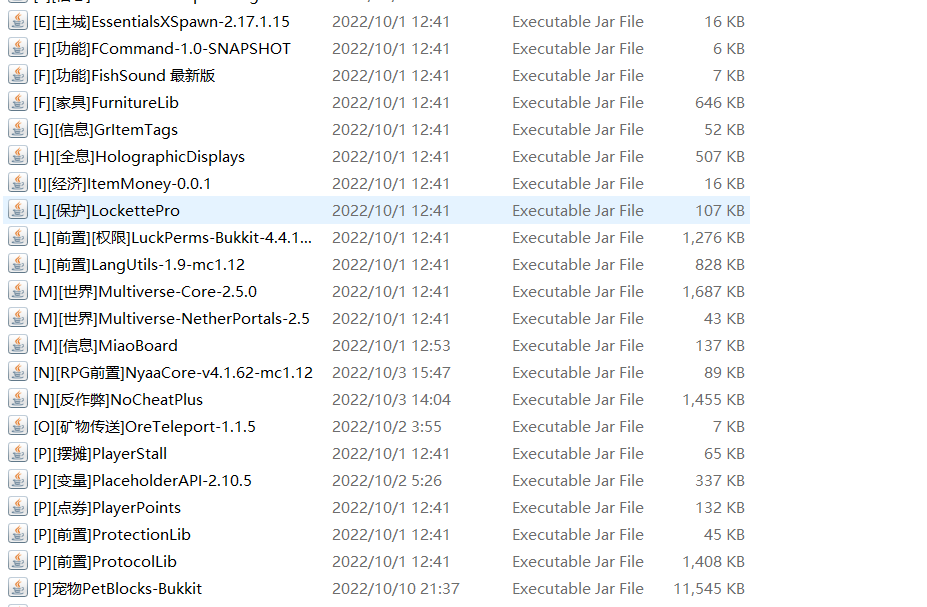 [E][主城]EssentialsXSpawn-2.17.1.15 2022/10/1 12:41 Executable Jar File 16 KB
[F][功能]FCommand-1.0-SNAPSHOT 2022/10/1 12:41 Executable Jar File 6 KB
[F][功能]FishSound 最新版 2022/10/1 12:41 Executable Jar File 7 KB
[F][家具]FurnitureLib 2022/10/1 12:41 Executable Jar File 646 KB
[G][信息]GrItemTags 2022/10/1 12:41 Executable Jar File 52 KB
[H][全息]HolographicDisplays 2022/10/1 12:41 Executable Jar File 507 KB
[I][经济]ItemMoney-0.0.1 2022/10/1 12:41 Executable Jar File 16 KB
[L][保护]LockettePro 2022/10/1 12:41 Executable Jar File 107 KB
[L][前置][权限]LuckPerms-Bukkit-4.4.1... 2022/10/1 12:41 Executable Jar File 1,276 KB
[L][前置]LangUtils-1.9-mc1.12 2022/10/1 12:41 Executable Jar File 828 KB
[M][世界]Multiverse-Core-2.5.0 2022/10/1 12:41 Executable Jar File 1,687 KB
[M][世界]Multiverse-NetherPortals-2.5 2022/10/1 12:41 Executable Jar File 43 KB
[M][信息]MiaoBoard 2022/10/1 12:53 Executable Jar File 137 KB
[N][RPG前置]NyaaCore-v4.1.62-mc1.12 2022/10/3 15:47 Executable Jar File 89 KB
[N][反作弊]NoCheatPlus 2022/10/3 14:04 Executable Jar File 1,455 KB
[O][矿物传送]OreTeleport-1.1.5 2022/10/2 3:55 Executable Jar File 7 KB
[P][摆摊]PlayerStall 2022/10/1 12:41 Executable Jar File 65 KB
[P][变量]PlaceholderAPI-2.10.5 2022/10/2 5:26 Executable Jar File 337 KB
[P][点券]PlayerPoints 2022/10/1 12:41 Executable Jar File 132 KB
[P][前置]ProtectionLib 2022/10/1 12:41 Executable Jar File 45 KB
[P][前置]ProtocolLib 2022/10/1 12:41 Executable Jar File 1,408 KB
[P]宠物PetBlocks-Bukkit 2022/10/10 21:37 Executable Jar File 11,545 KB